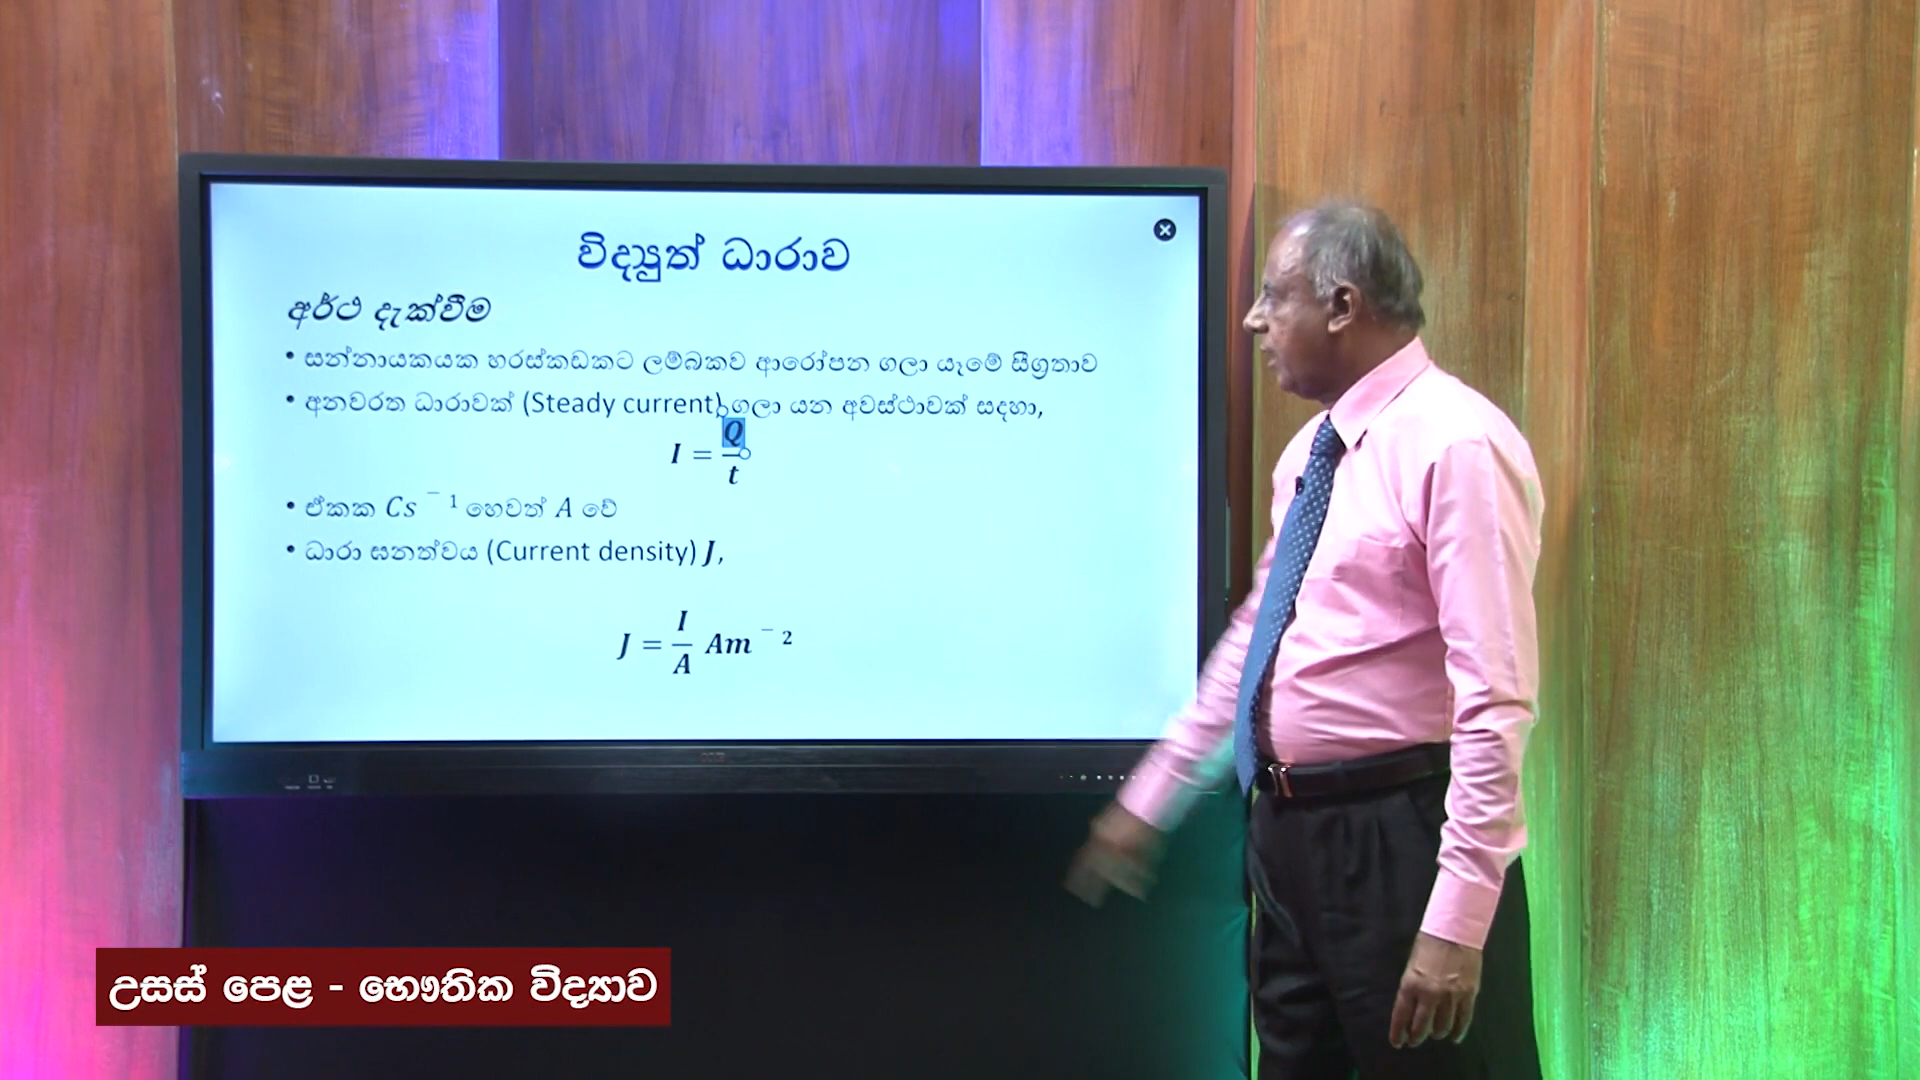 විද්‍යුත් ධාරාව
අර්ථ දැක්වීම
• සන්නායකයක හරස්කඩකට ලම්බකව ආරෝපන ගලා යෑමේ සීග්‍රතාව
• අනවරත ධාරාවක් (Steady current) ගලා යන අවස්ථාවක් සදහා,
I = Q/t
• ඒකක Cs⁻¹ හෙවත් A වේ
• ධාරා ඝනත්වය (Current density) J,
J = I/A Am⁻²
උසස් පෙළ - භෞතික විද්‍යාව